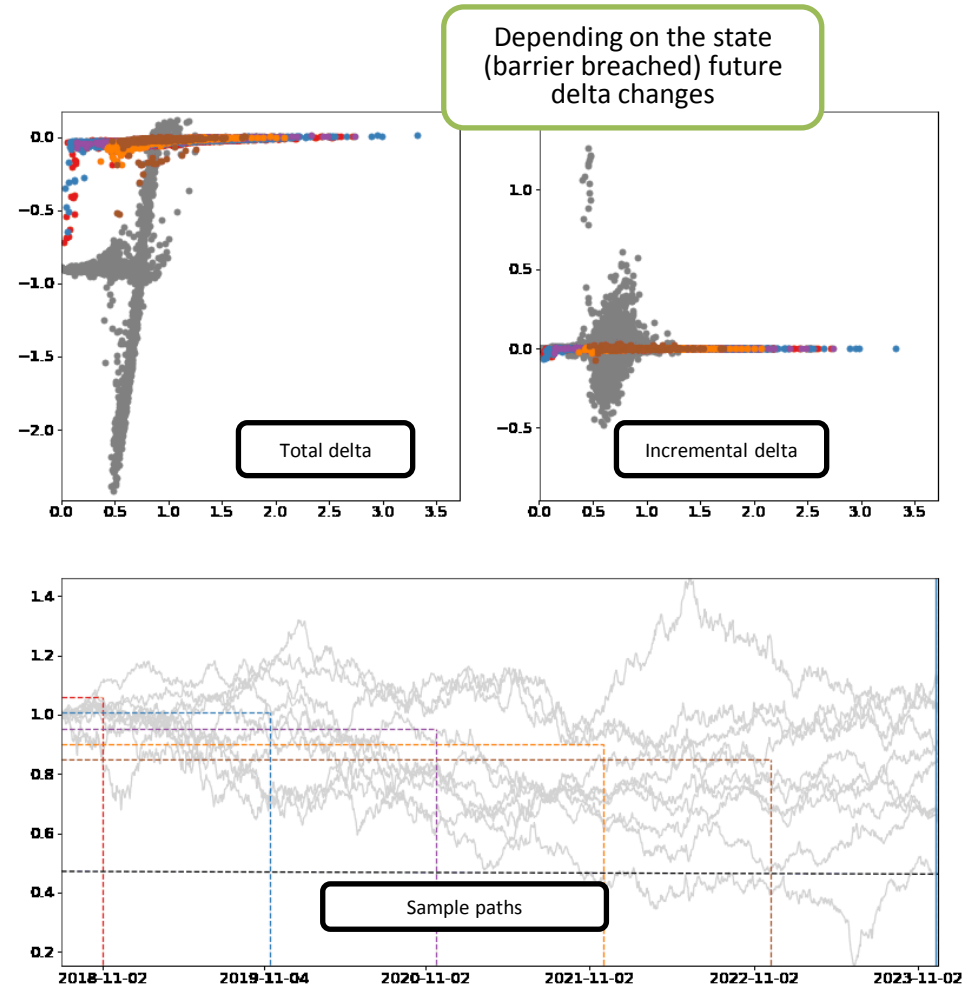 Depending on the state
(barrier breached) future
delta changes
0.0
−0.5
−1.0
−1.5
−2.0
0.0 0.5 1.0 1.5 2.0 2.5 3.0 3.5
Total delta
1.0
0.5
0.0
−0.5
0.0 0.5 1.0 1.5 2.0 2.5 3.0 3.5
Incremental delta
1.4
1.2
1.0
0.8
0.6
0.4
0.2
Sample paths
2018-11-02 2019-11-04 2020-11-02 2021-11-02 2022-11-02 2023-11-02